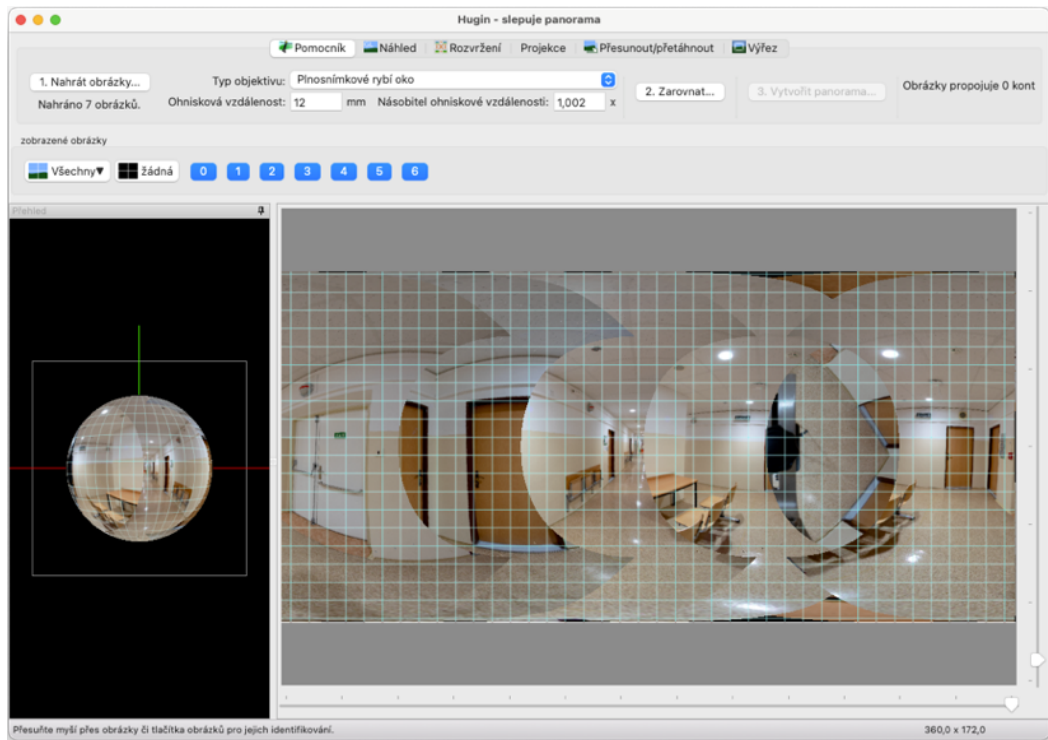 Hugin - slepuje panorama
Pomocník Náhled Rozvržení Projekce Přesunout/přetáhnout Výřez
1. Nahrát obrázky...
Nahráno 7 obrázků.
Typ objektivu: Plnosnímkové rybí oko
Ohnisková vzdálenost: 12 mm Násobitel ohniskové vzdálenosti: 1,002 x
2. Zarovnat...
3. Vytvořit panorama...
Obrázky propojuje 0 kont
zobrazené obrázky
Všechny▼ žádná 0 1 2 3 4 5 6
Přehled
Přesuňte myší přes obrázky či tlačítka obrázků pro jejich identifikování.
360,0 x 172,0